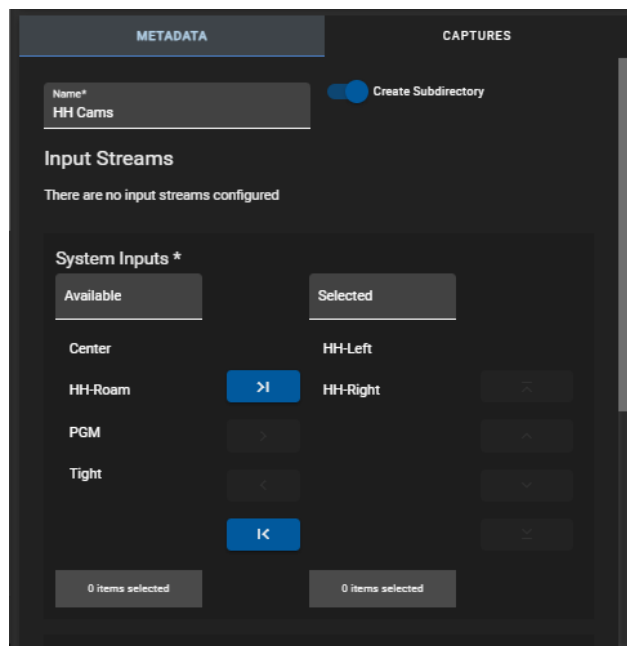 METADATA
CAPTURES
Name*
HH Cams
Create Subdirectory
Input Streams
There are no input streams configured
System Inputs *
Available
Selected
Center
HH-Left
HH-Roam
HH-Right
PGM
Tight
0 items selected
0 items selected